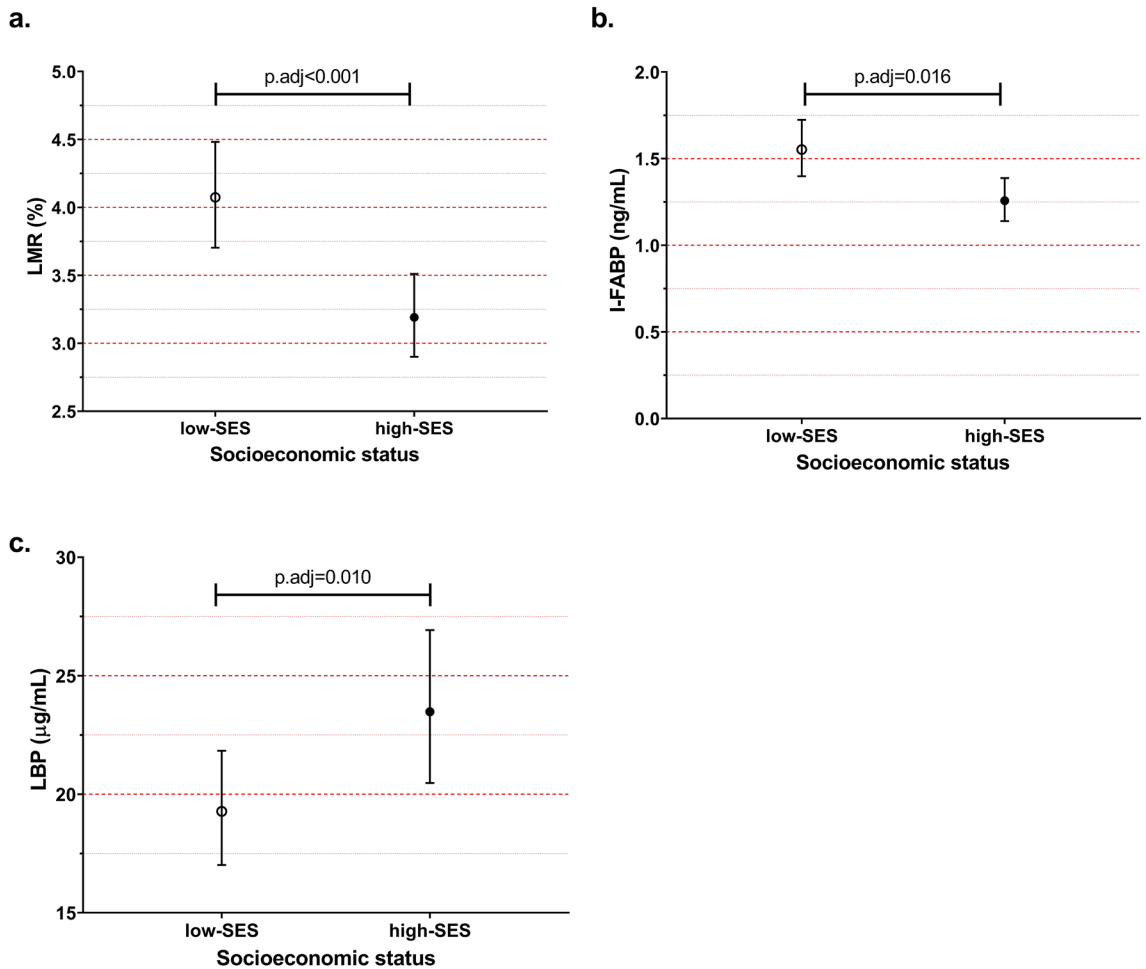 a.
p.adj<0.001
5.0
4.5
4.0
3.5
3.0
2.5
LMR (%)
low-SES high-SES
Socioeconomic status
b.
p.adj=0.016
2.0
1.5
1.0
0.5
0.0
I-FABP (ng/mL)
low-SES high-SES
Socioeconomic status
c.
p.adj=0.010
30
25
20
15
LBP (μg/mL)
low-SES high-SES
Socioeconomic status